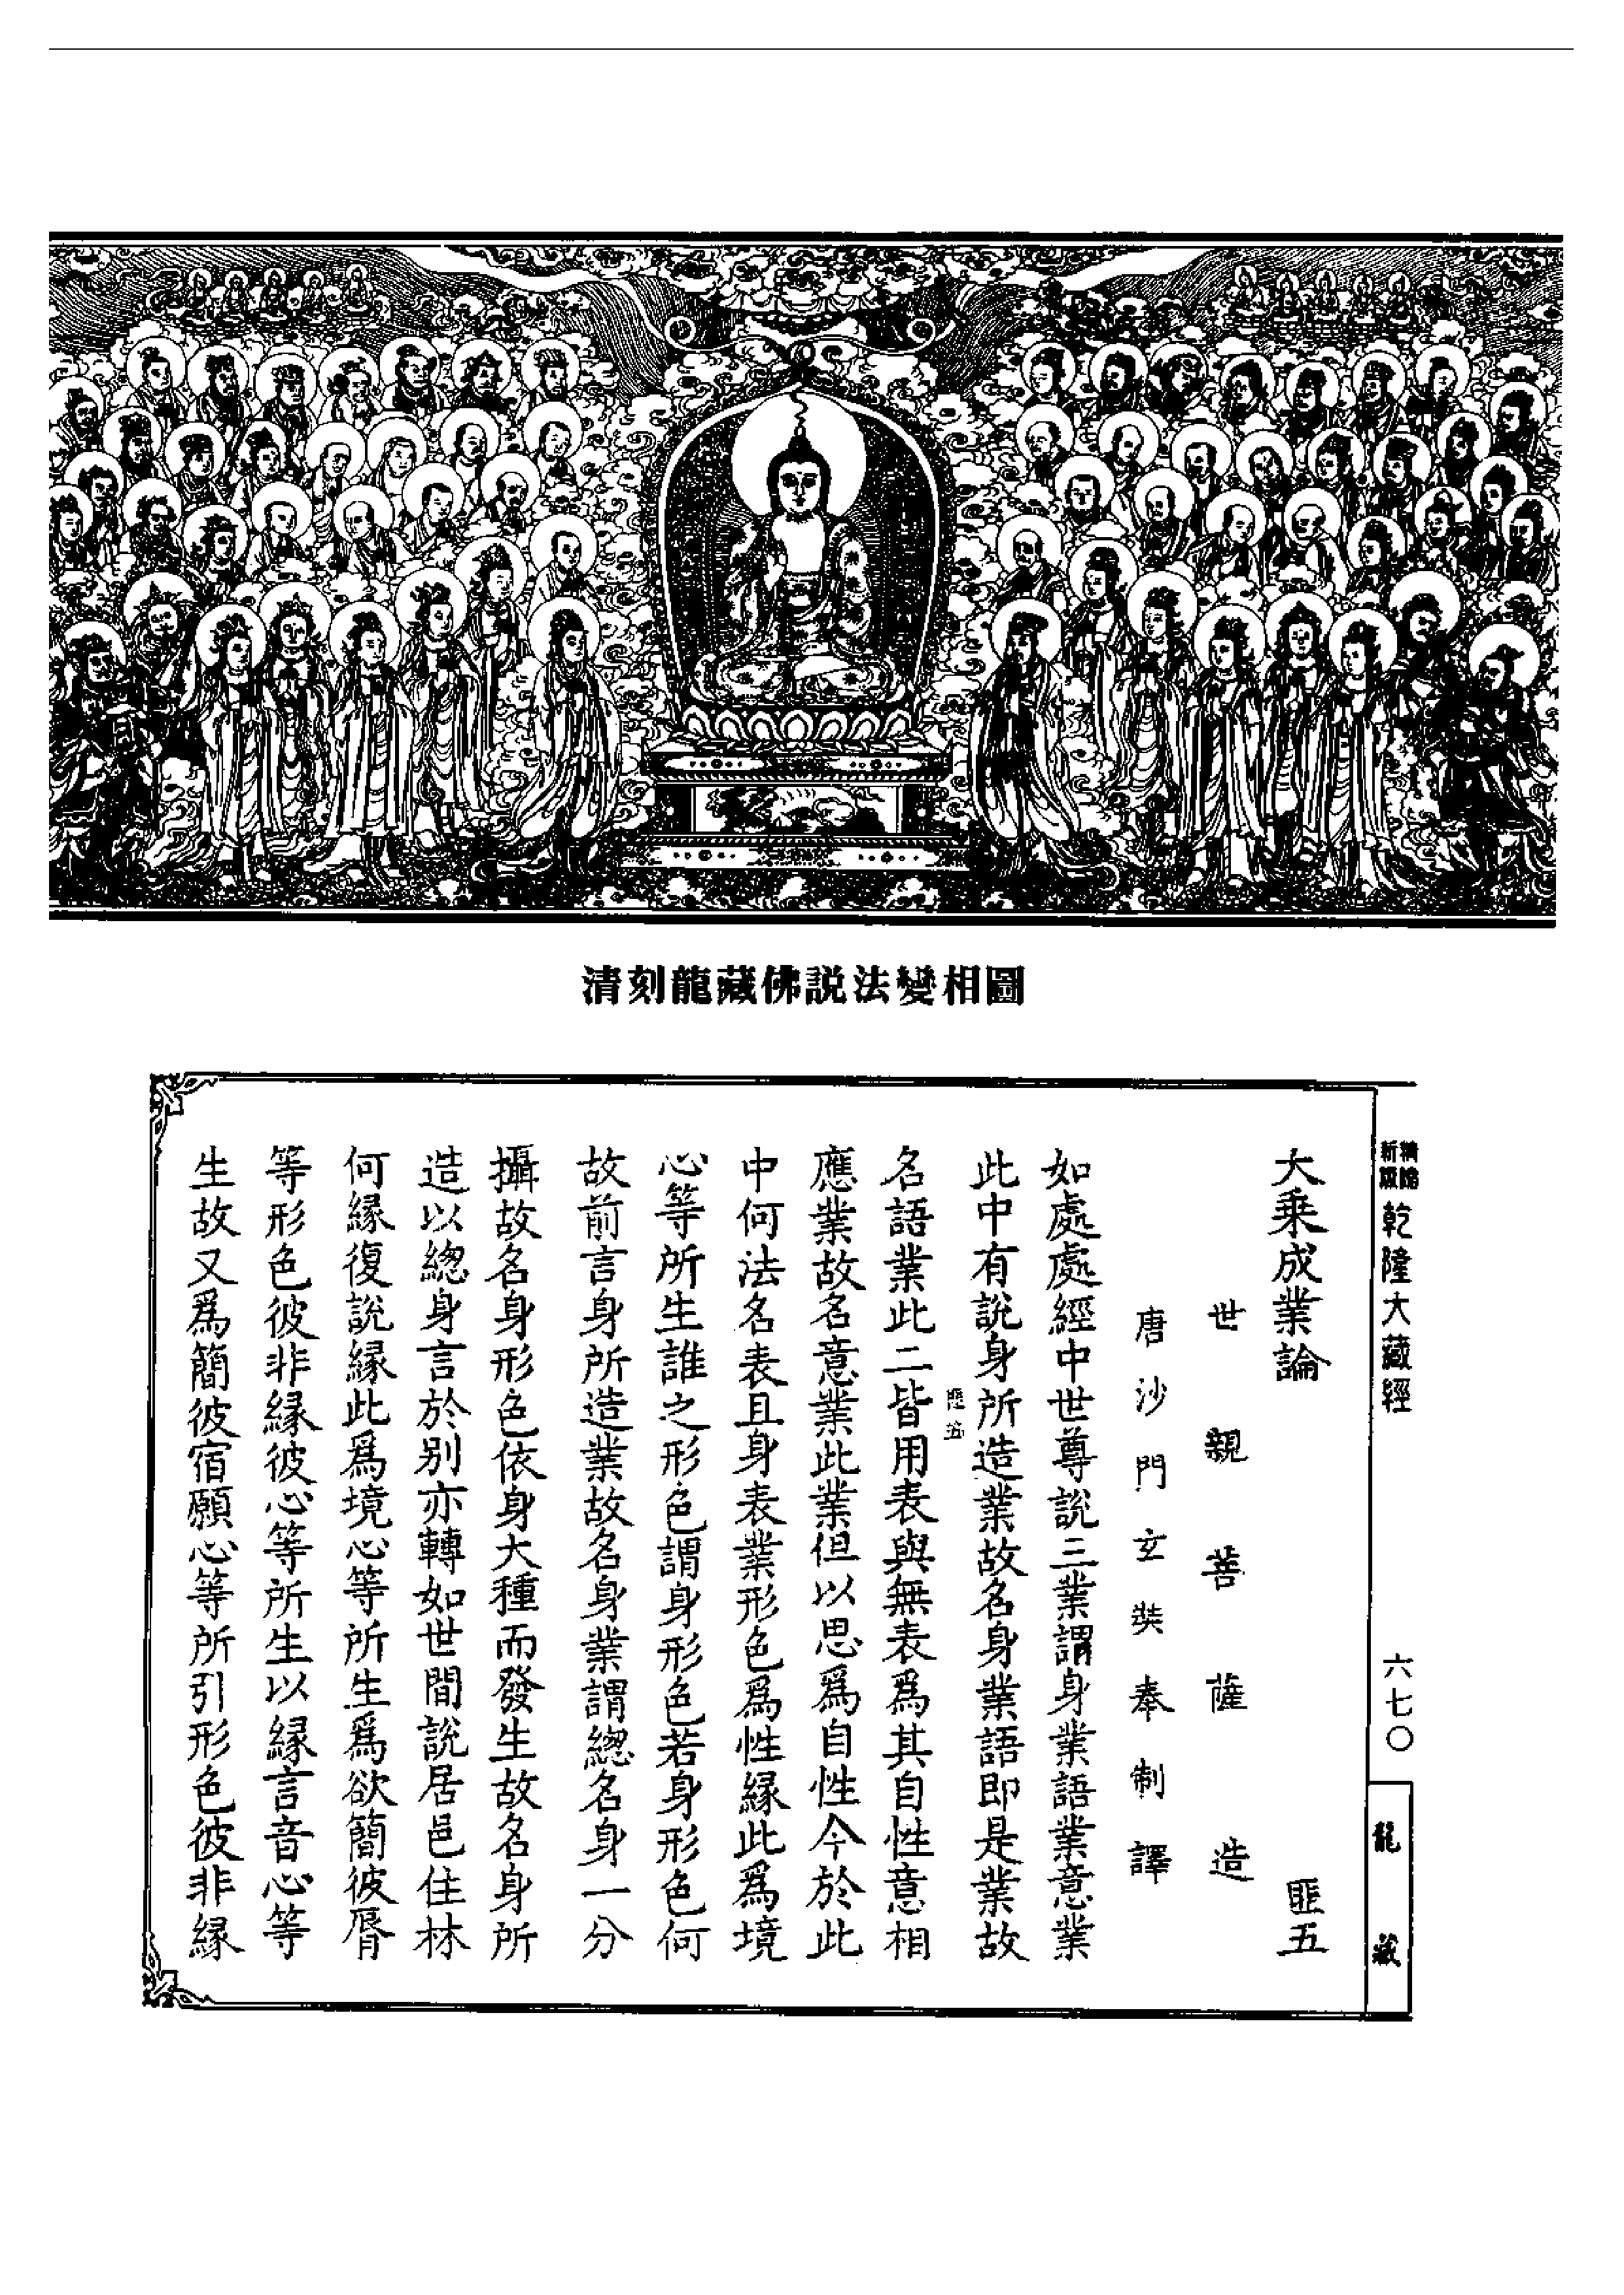 清刻龍藏佛説法變相圖
新版
精縮
乾隆大藏經
六七〇
龍藏
大乘成業論 匪五
世親菩薩造
唐沙門玄奘奉制譯
如處處經中世尊說三業謂身業語業意業
此中有說身所造業故名身業語即是業故
匪五
名語業此二皆用表與無表爲其自性意相
應業故名意業此業但以思爲自性今於此
中何法名表且身表業形色爲性緣此爲境
心等所生誰之形色謂身形色若身形色何
故前言身所造業故名身業謂總名身一分
攝故名身形色依身大種而發生故名身所
造以總身言於别亦轉如世間說居邑住林
何緣復說緣此爲境心等所生爲欲簡彼脣
等形色彼非緣彼心等所生以緣言音心等
生故又爲簡彼宿願心等所引形色彼非緣